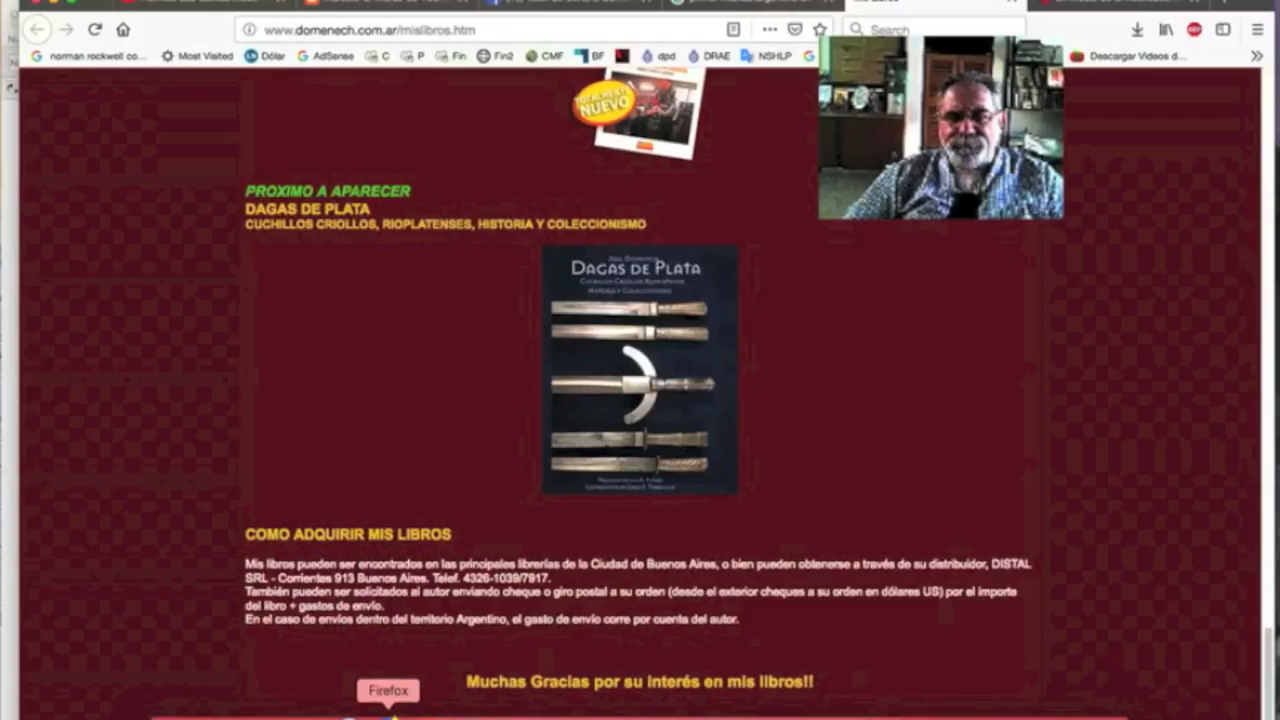 www.domenech.com.ar/mislibros.htm
Search
norman rockwell co...
Most Visited
Dólar
AdSense
C
P
Fin
Fin2
CMF
BF
dpd
DRAE
NSHLP
Descargar Videos d...
TOTALMENTE
NUEVO
PROXIMO A APARECER
DAGAS DE PLATA
CUCHILLOS CRIOLLOS, RIOPLATENSES, HISTORIA Y COLECCIONISMO
DAGAS DE PLATA
COMO ADQUIRIR MIS LIBROS
Mis libros pueden ser encontrados en las principales librerías de la Ciudad de Buenos Aires, o bien pueden obtenerse a través de su distribuidor, DISTAL
SRL - Corrientes 913 Buenos Aires. Telef. 4326-1039/7917.
También pueden ser solicitados al autor enviando cheque o giro postal a su orden (desde el exterior cheques a su orden en dólares US) por el importe
del libro + gastos de envío.
En el caso de envíos dentro del territorio Argentino, el gasto de envío corre por cuenta del autor.
Muchas Gracias por su interés en mis libros!!
Firefox